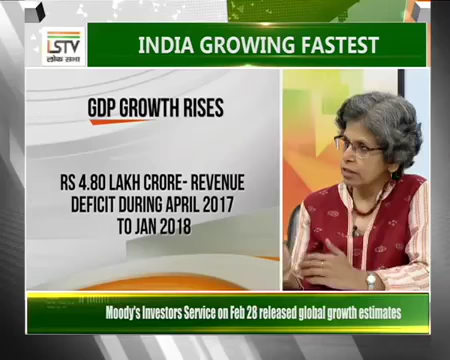 LSTV
लोक सभा
INDIA GROWING FASTEST
GDP GROWTH RISES
RS 4.80 LAKH CRORE- REVENUE
DEFICIT DURING APRIL 2017
TO JAN 2018
Moody's Investors Service on Feb 28 released global growth estimates